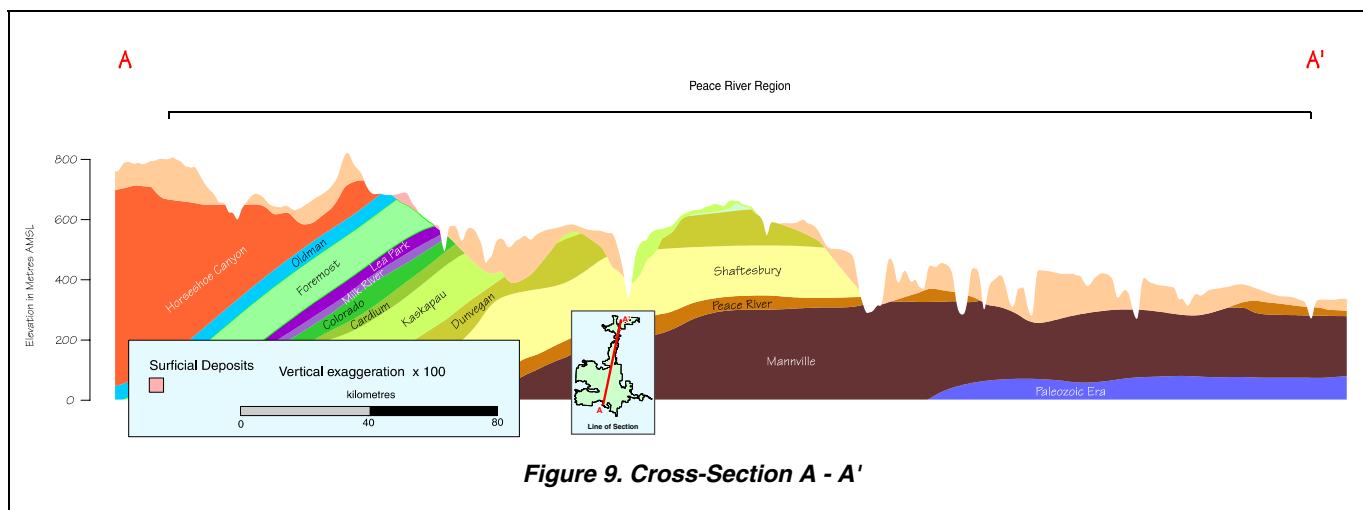 A
A'
Peace River Region
Elevation in Metres AMSL
800
600
400
200
0
Horseshoe Canyon
Oldman
Foremost
Lea Park
Milk River
Colorado
Cardium
Kaskapau
Dunvegan
Shaftesbury
Peace River
Mannville
Paleozoic Era
Surficial Deposits
Vertical exaggeration x 100
kilometres
0 40 80
A'
A
Line of Section
Figure 9. Cross-Section A - A'